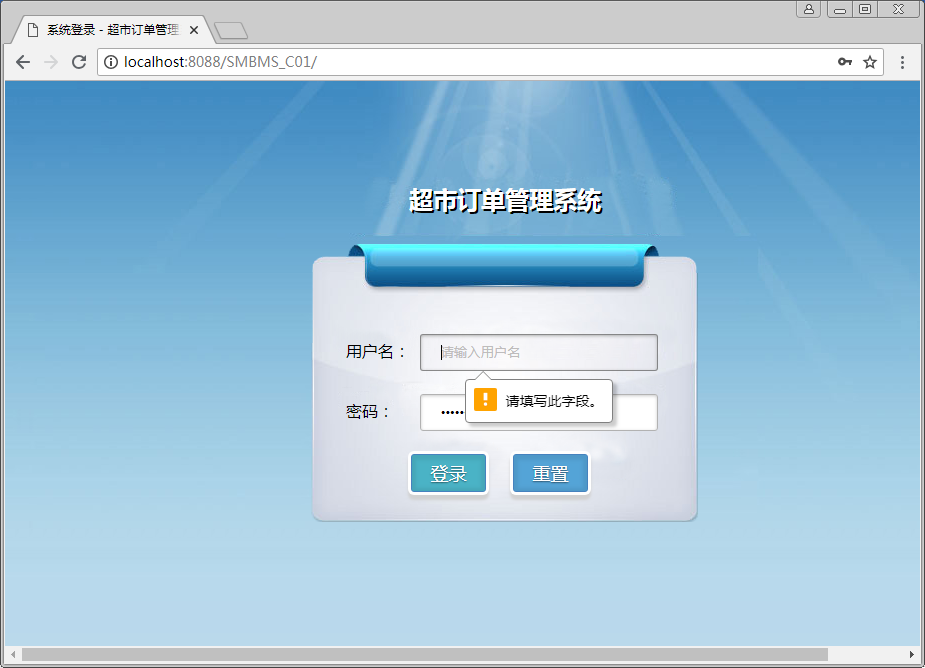 系统登录 - 超市订单管理
localhost:8088/SMBMS_C01/
超市订单管理系统
用户名：
请输入用户名
请填写此字段。
密码：
•••••
登录
重置